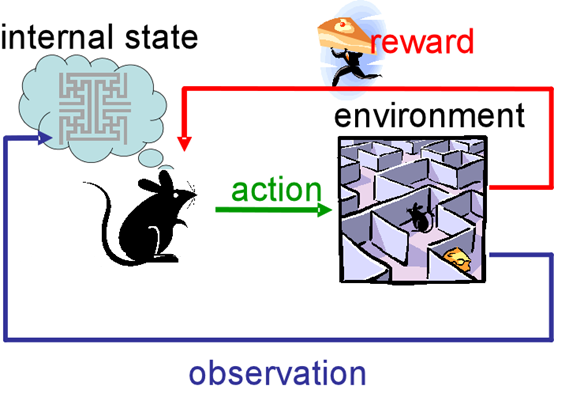 internal state
reward
environment
action
observation